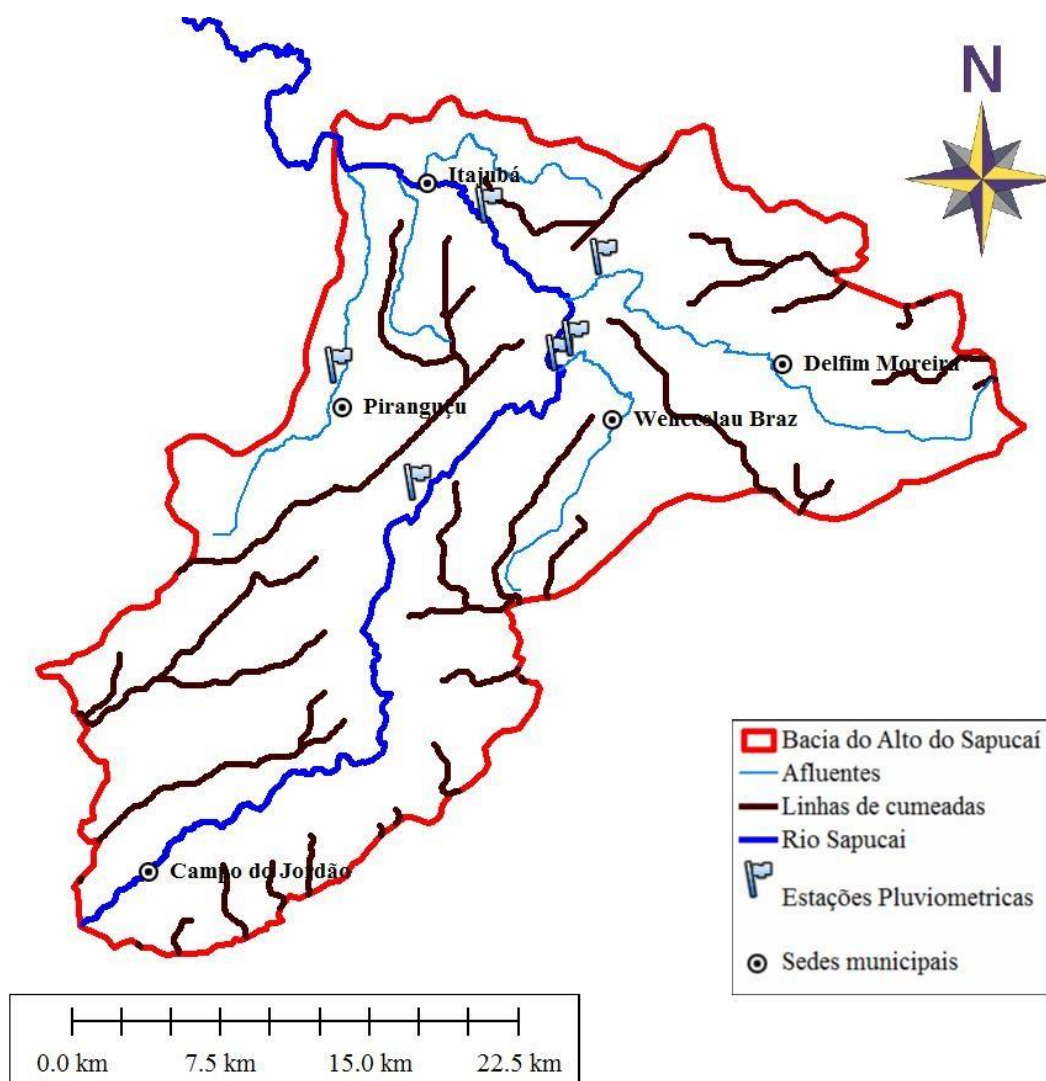 N
Itajubá
Delfim Moreira
Piranguçu
Wenceslau Braz
Campo do Jordão
Bacia do Alto do Sapucaí
Afluentes
Linhas de cumeadas
Rio Sapucai
Estações Pluviometricas
Sedes municipais
0.0 km 7.5 km 15.0 km 22.5 km